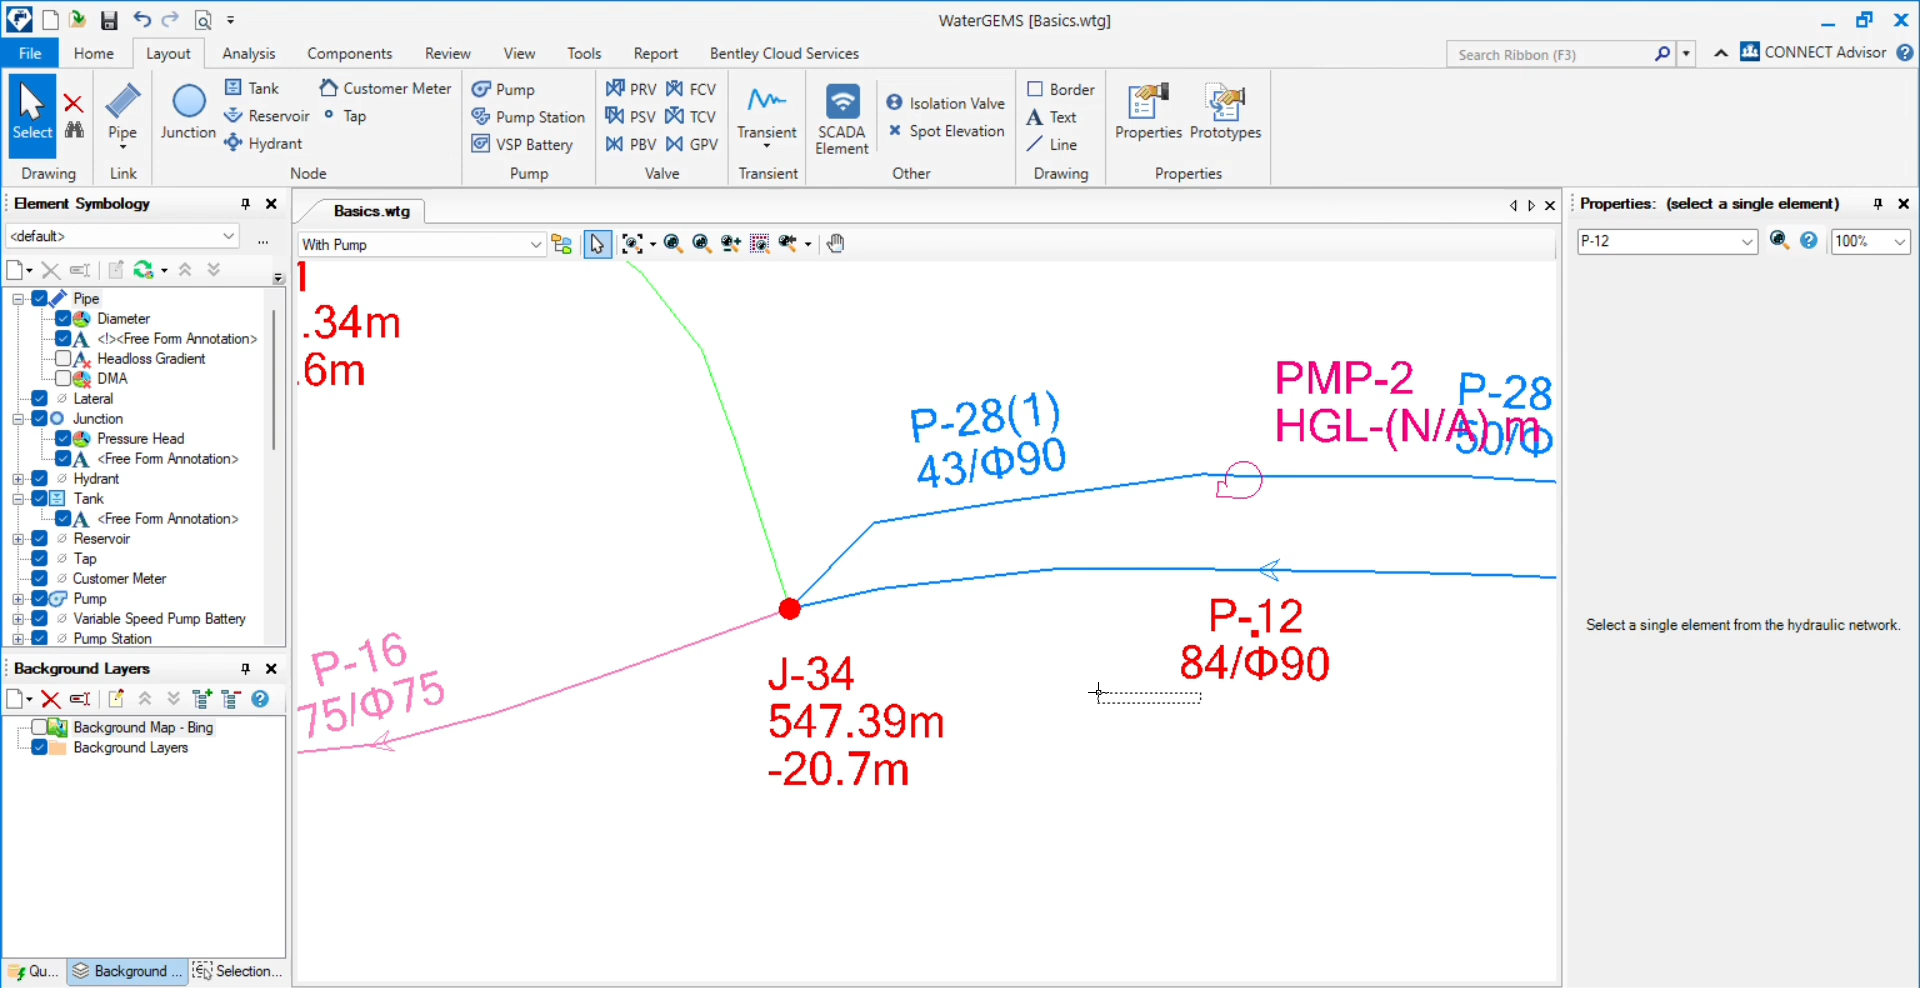 WaterGEMS [Basics.wtg]
File Home Layout Analysis Components Review View Tools Report Bentley Cloud Services
Search Ribbon (F3)
CONNECT Advisor
Select
Drawing
Pipe
Link
Junction
Tank
Reservoir
Hydrant
Customer Meter
Tap
Node
Pump
Pump Station
VSP Battery
Pump
PRV FCV
PSV TCV
PBV GPV
Valve
Transient
Transient
SCADA
Element
Isolation Valve
Spot Elevation
Other
Border
Text
Line
Drawing
Properties Prototypes
Properties
Element Symbology
<default>
...
Pipe
Diameter
<!><Free Form Annotation>
Headloss Gradient
DMA
Lateral
Junction
Pressure Head
<Free Form Annotation>
Hydrant
Tank
<Free Form Annotation>
Reservoir
Tap
Customer Meter
Pump
Variable Speed Pump Battery
Pump Station
Background Layers
Background Map - Bing
Background Layers
Qu...
Background ...
Selection...
Basics.wtg
With Pump
1
.34m
.6m
P-28(1)
43/Φ90
PMP-2
HGL-(N/A) m
P-28
50/Φ
P-12
84/Φ90
P-16
75/Φ75
J-34
547.39m
-20.7m
Properties: (select a single element)
P-12
100%
Select a single element from the hydraulic network.